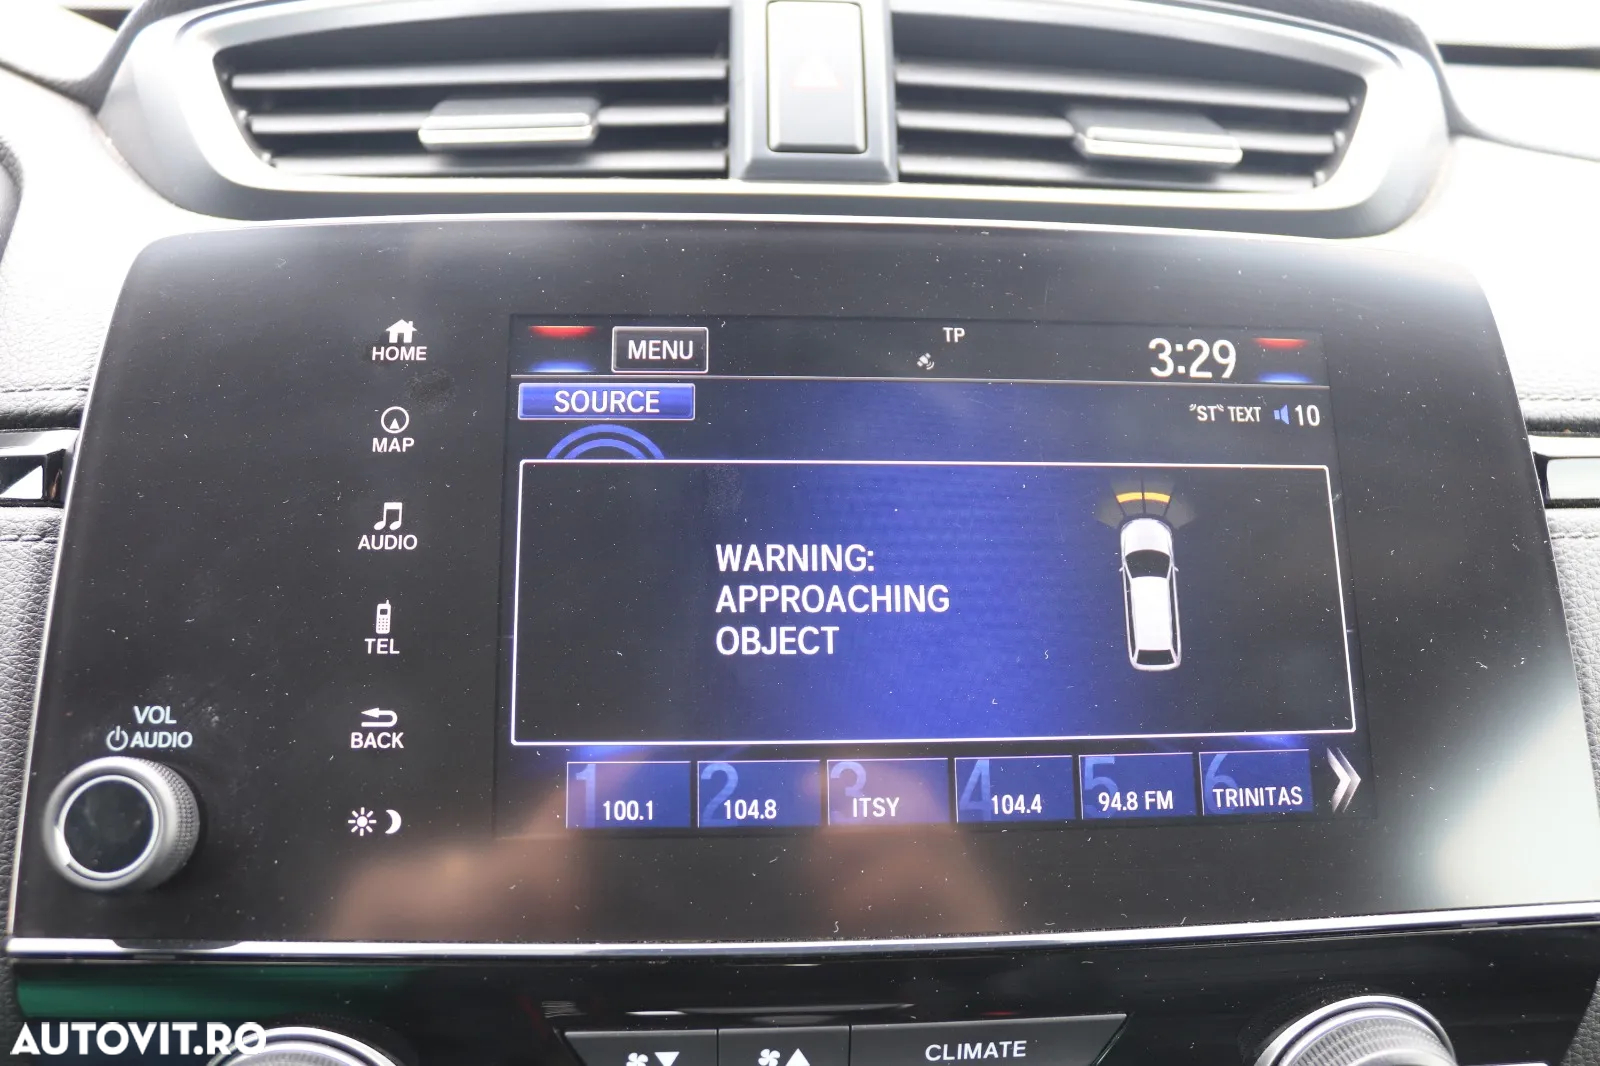 HOME
MAP
AUDIO
TEL
BACK
VOL
AUDIO
MENU
TP
3:29
SOURCE
"ST" TEXT 10
WARNING:
APPROACHING
OBJECT
1 100.1
2 104.8
3 ITSY
4 104.4
5 94.8 FM
6 TRINITAS
CLIMATE
AUTOVIT.RO